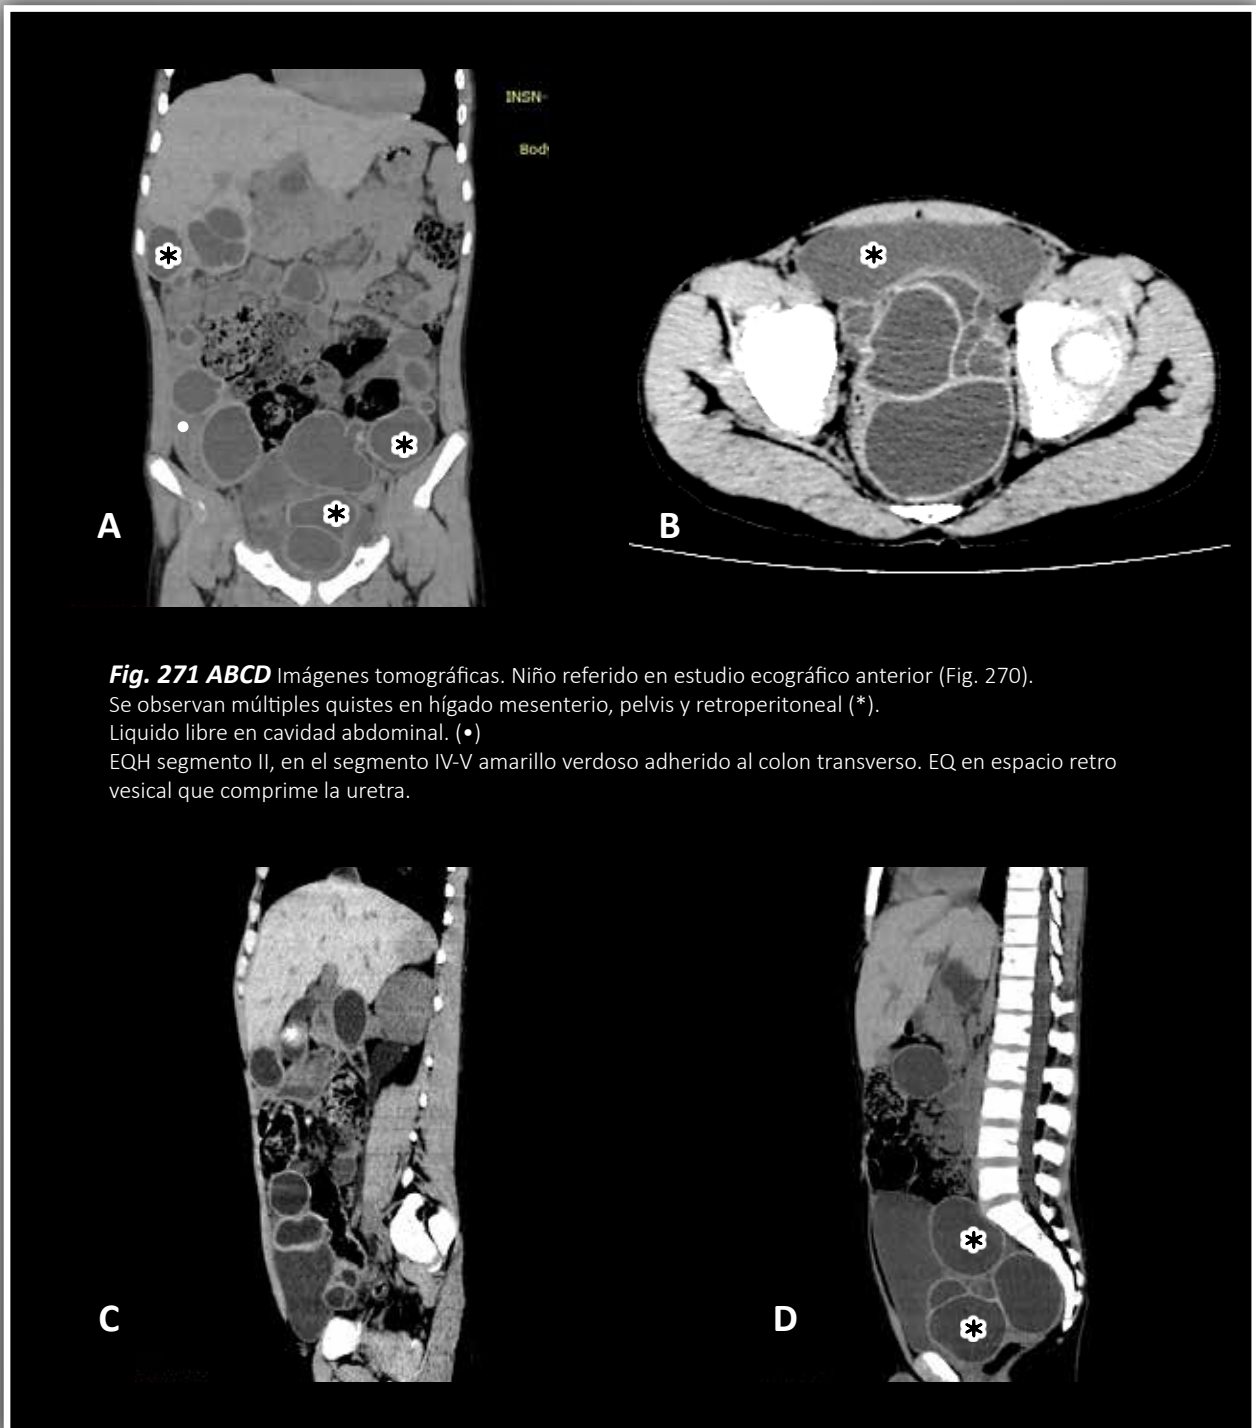 INSN-
Body
A
B
Fig. 271 ABCD Imágenes tomográficas. Niño referido en estudio ecográfico anterior (Fig. 270).
Se observan múltiples quistes en hígado mesenterio, pelvis y retroperitoneal (*).
Liquido libre en cavidad abdominal. (•)
EQH segmento II, en el segmento IV-V amarillo verdoso adherido al colon transverso. EQ en espacio retro
vesical que comprime la uretra.
C
D